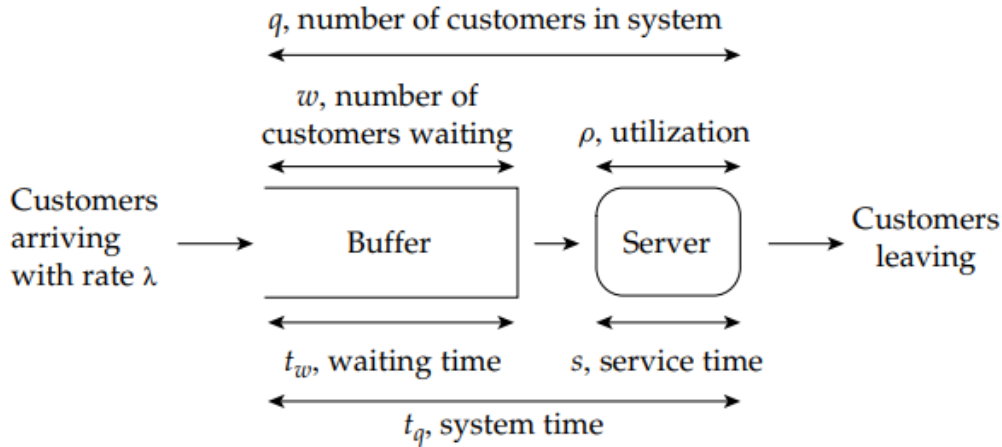 q, number of customers in system
w, number of
customers waiting
ρ, utilization
Customers
arriving
with rate λ
Buffer
Server
Customers
leaving
t_w, waiting time
s, service time
t_q, system time